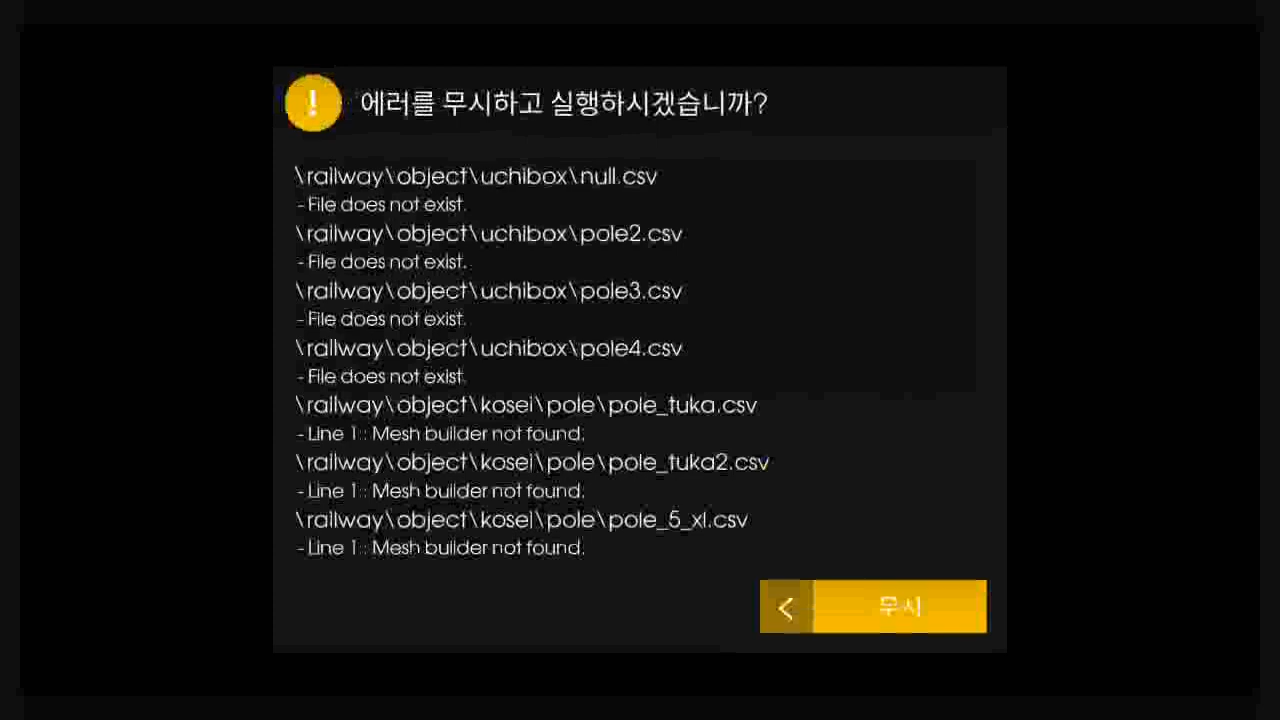 ! 에러를 무시하고 실행하시겠습니까?
\railway\object\uchibox\null.csv
- File does not exist.
\railway\object\uchibox\pole2.csv
- File does not exist.
\railway\object\uchibox\pole3.csv
- File does not exist.
\railway\object\uchibox\pole4.csv
- File does not exist.
\railway\object\kosei\pole\pole_tuka.csv
- Line 1 : Mesh builder not found.
\railway\object\kosei\pole\pole_tuka2.csv
- Line 1 : Mesh builder not found.
\railway\object\kosei\pole\pole_5_xl.csv
- Line 1 : Mesh builder not found.
< 무시